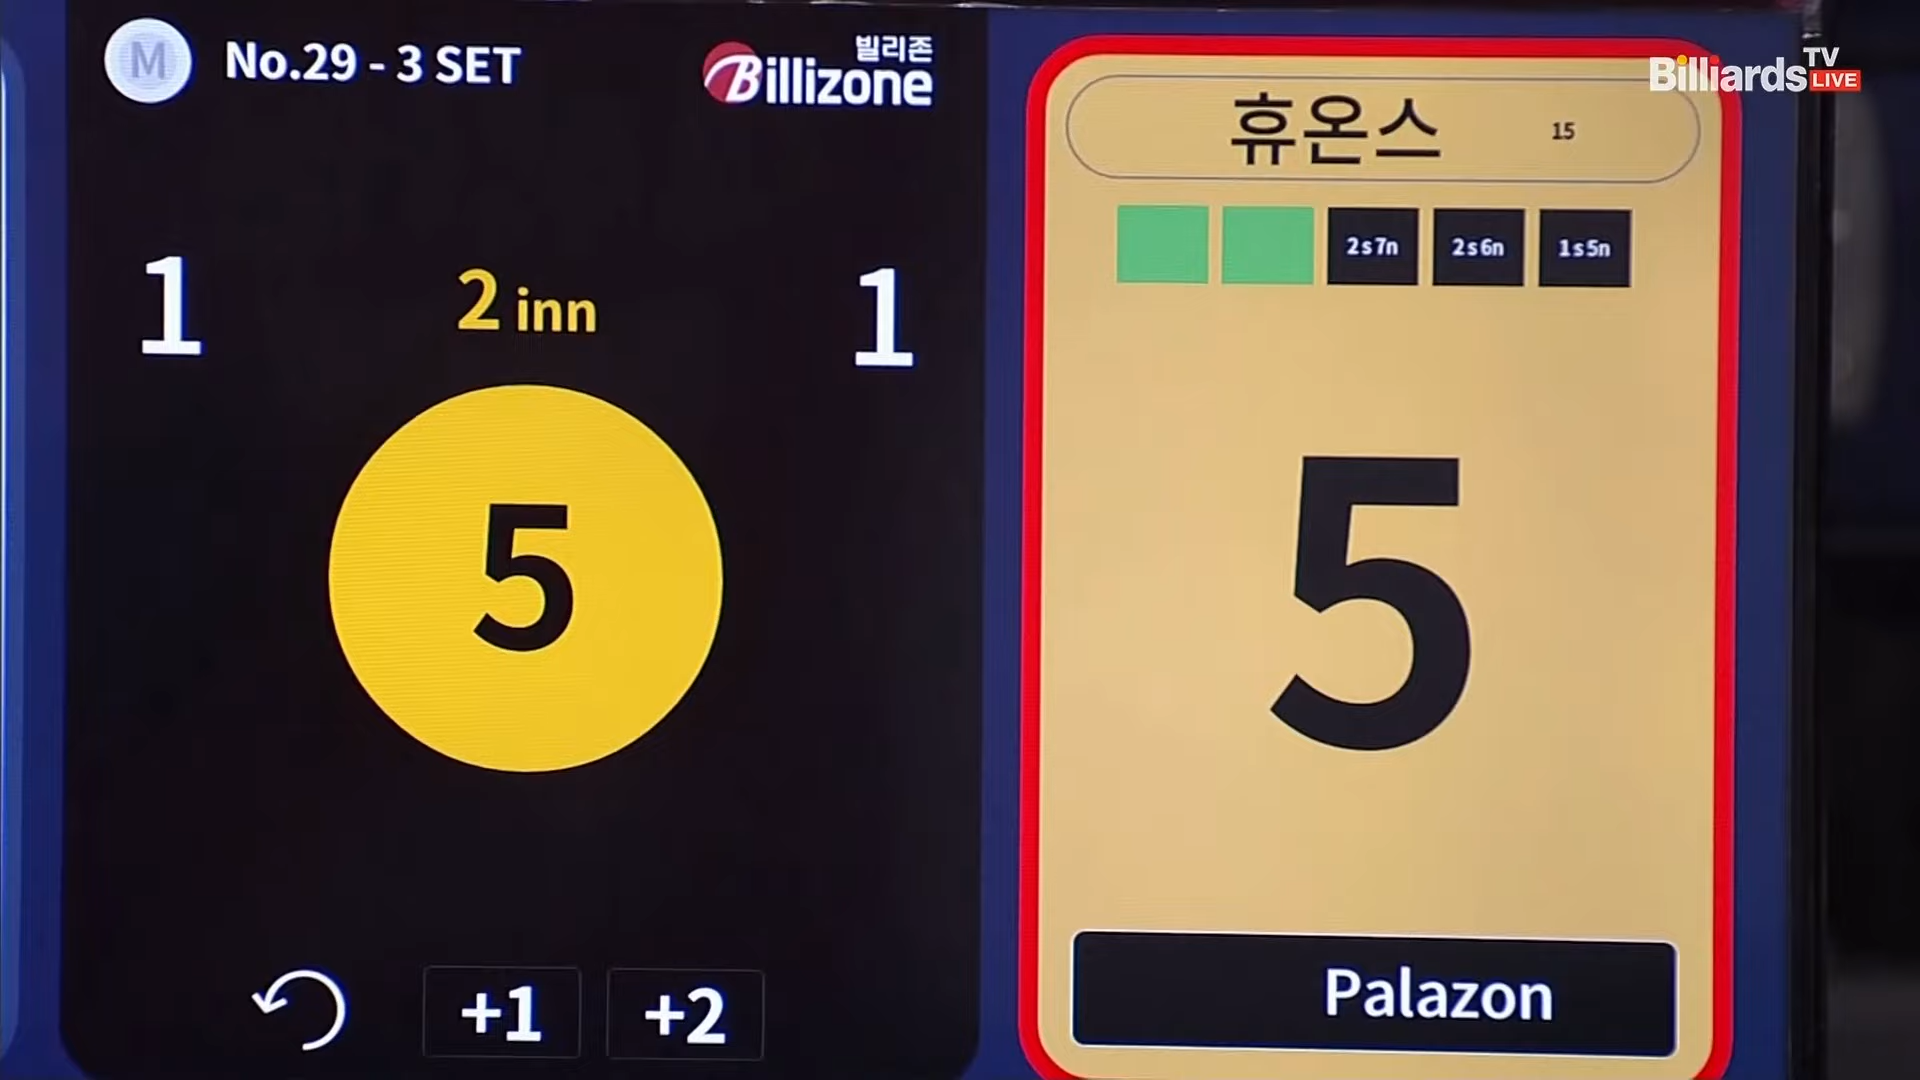 M
No.29 - 3 SET
빌리존
Billizone
1
2 inn
1
5
+1
+2
휴온스
15
2s7n
2s6n
1s5n
5
Palazon
Billiards TV
LIVE